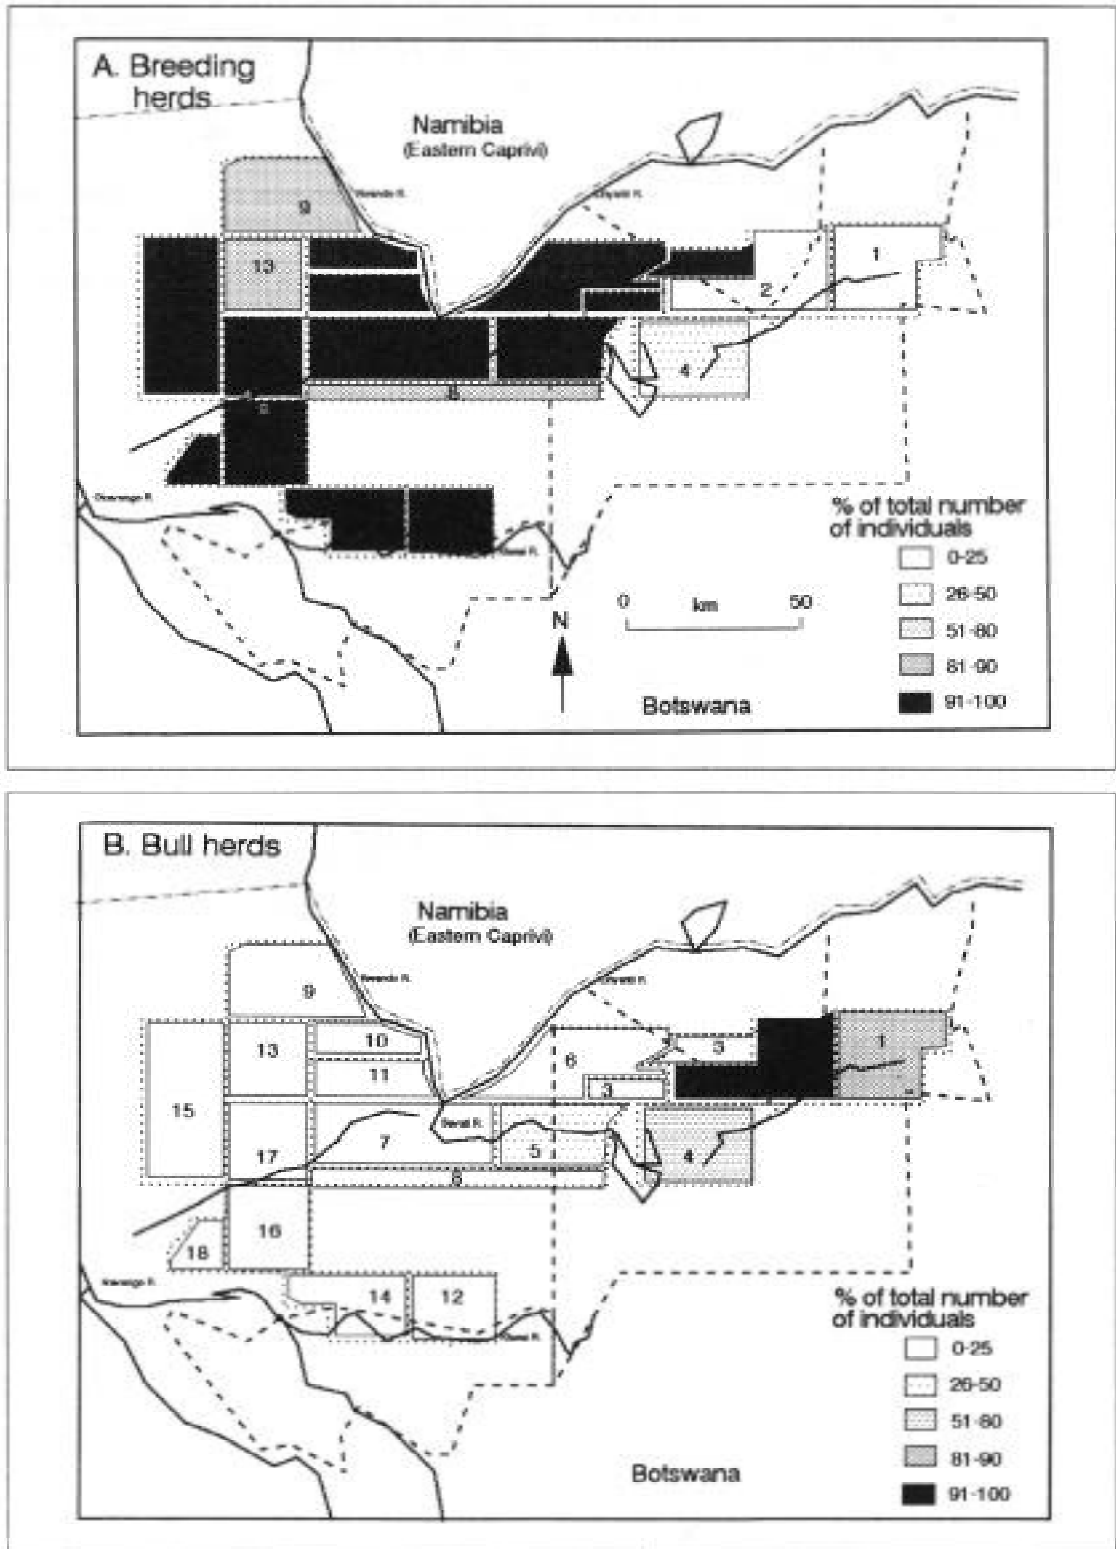 A. Breeding
herds
Namibia
(Eastern Caprivi)
9
13
1
2
4
8
% of total number
of individuals
0-25
26-50
51-80
81-90
91-100
0 km 50
N
Botswana
B. Bull herds
Namibia
(Eastern Caprivi)
9
10
13
11
6
3
1
3
15
7
5
4
17
8
16
18
14
12
% of total number
of individuals
0-25
26-50
51-80
81-90
91-100
Botswana